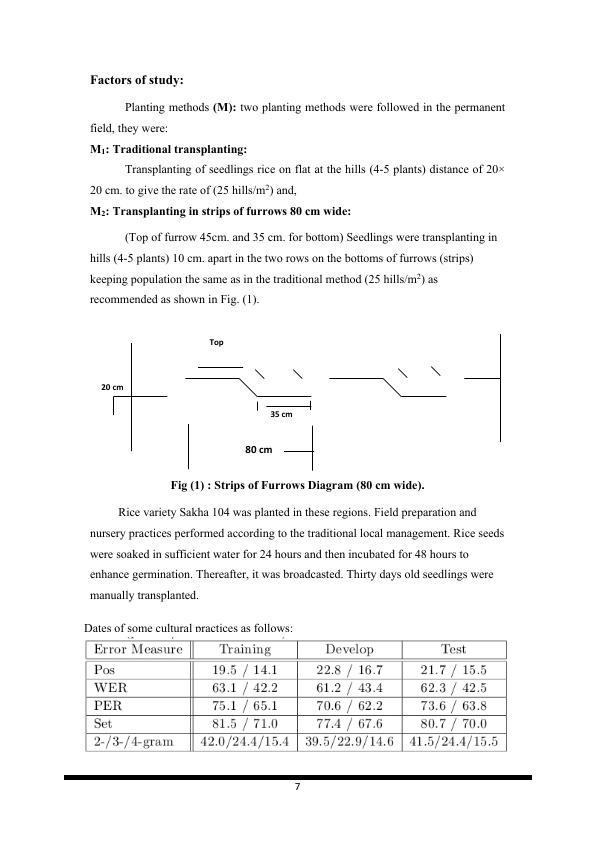 Factors of study:
Planting methods (M): two planting methods were followed in the permanent
field, they were:
M₁: Traditional transplanting:
Transplanting of seedlings rice on flat at the hills (4-5 plants) distance of 20×
20 cm. to give the rate of (25 hills/m²) and,
M₂: Transplanting in strips of furrows 80 cm wide:
(Top of furrow 45cm. and 35 cm. for bottom) Seedlings were transplanting in
hills (4-5 plants) 10 cm. apart in the two rows on the bottoms of furrows (strips)
keeping population the same as in the traditional method (25 hills/m²) as
recommended as shown in Fig. (1).
Top
20 cm
35 cm
80 cm
Fig (1) : Strips of Furrows Diagram (80 cm wide).
Rice variety Sakha 104 was planted in these regions. Field preparation and
nursery practices performed according to the traditional local management. Rice seeds
were soaked in sufficient water for 24 hours and then incubated for 48 hours to
enhance germination. Thereafter, it was broadcasted. Thirty days old seedlings were
manually transplanted.
Dates of some cultural practices as follows:
Error Measure Training Develop Test
Pos 19.5 / 14.1 22.8 / 16.7 21.7 / 15.5
WER 63.1 / 42.2 61.2 / 43.4 62.3 / 42.5
PER 75.1 / 65.1 70.6 / 62.2 73.6 / 63.8
Set 81.5 / 71.0 77.4 / 67.6 80.7 / 70.0
2-/3-/4-gram 42.0/24.4/15.4 39.5/22.9/14.6 41.5/24.4/15.5
7